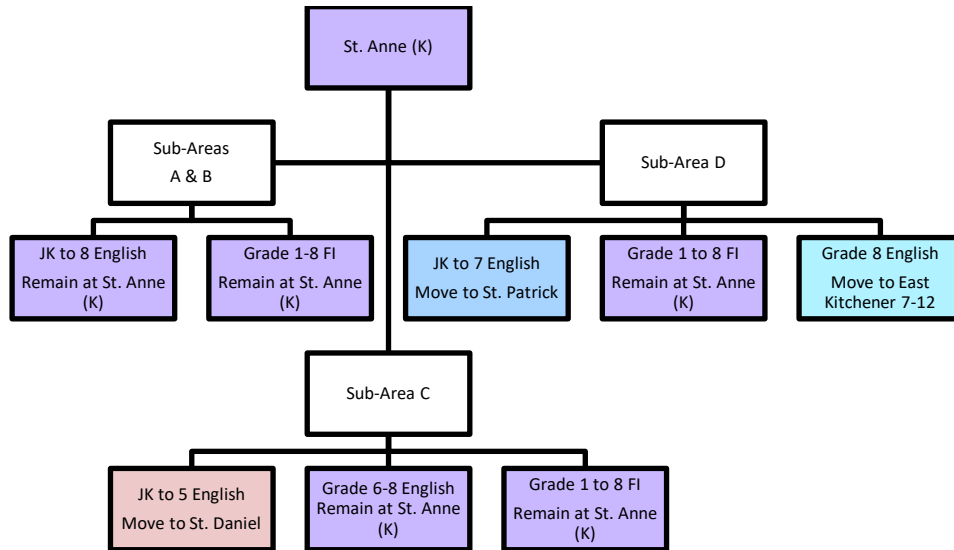 St. Anne (K)
Sub-Areas
A & B
Sub-Area D
JK to 8 English
Remain at St. Anne
(K)
Grade 1-8 FI
Remain at St. Anne
(K)
JK to 7 English
Move to St. Patrick
Grade 1 to 8 FI
Remain at St. Anne
(K)
Grade 8 English
Move to East
Kitchener 7-12
Sub-Area C
JK to 5 English
Move to St. Daniel
Grade 6-8 English
Remain at St. Anne
(K)
Grade 1 to 8 FI
Remain at St. Anne
(K)